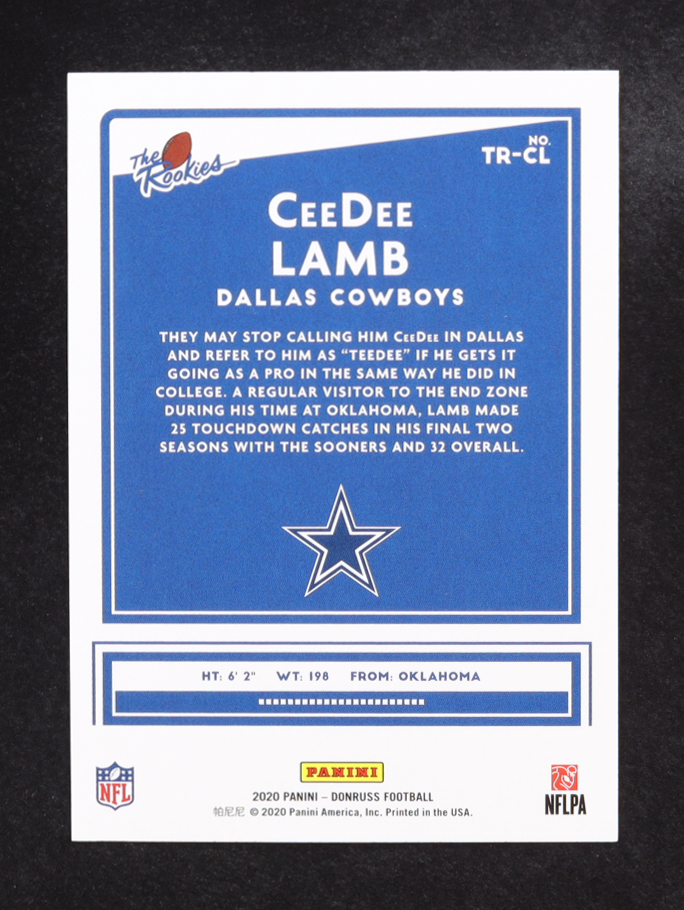 The Rookies
NO.
TR-CL
CEEDEE
LAMB
DALLAS COWBOYS
THEY MAY STOP CALLING HIM CEEDEE IN DALLAS
AND REFER TO HIM AS "TEEDEE" IF HE GETS IT
GOING AS A PRO IN THE SAME WAY HE DID IN
COLLEGE. A REGULAR VISITOR TO THE END ZONE
DURING HIS TIME AT OKLAHOMA, LAMB MADE
25 TOUCHDOWN CATCHES IN HIS FINAL TWO
SEASONS WITH THE SOONERS AND 32 OVERALL.
HT: 6' 2" WT: 198 FROM: OKLAHOMA
PANINI
NFL
2020 PANINI – DONRUSS FOOTBALL
帕尼尼 © 2020 Panini America, Inc. Printed in the USA.
NFLPA